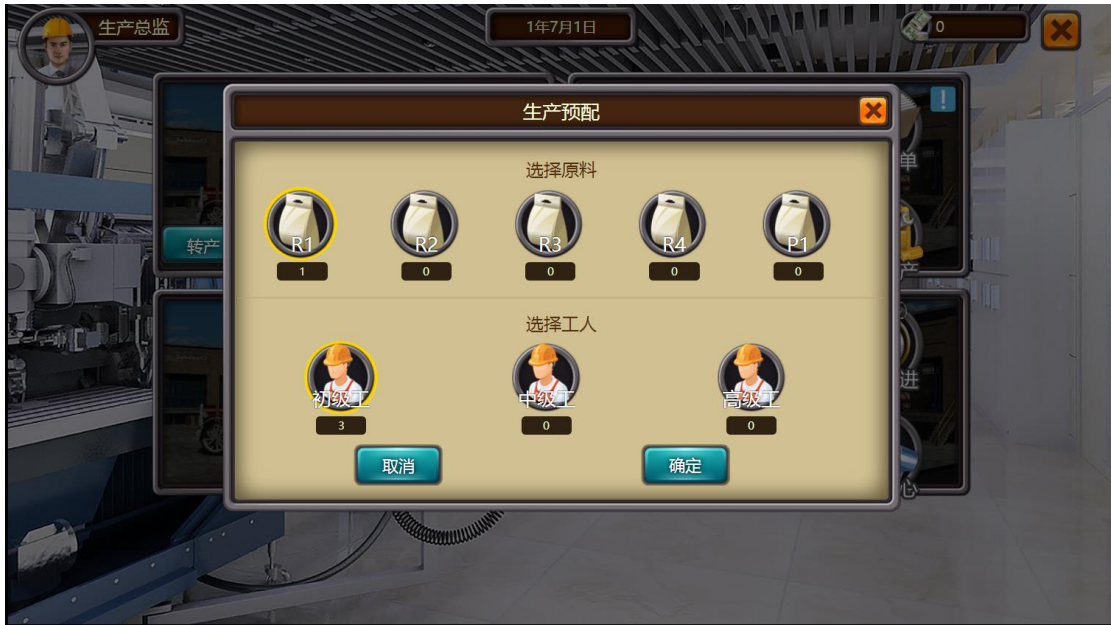 生产总监
1年7月1日
0
生产预配
选择原料
R1
R2
R3
R4
P1
1
0
0
0
0
选择工人
初级工
中级工
高级工
3
0
0
取消
确定
转产
单
产
进
心